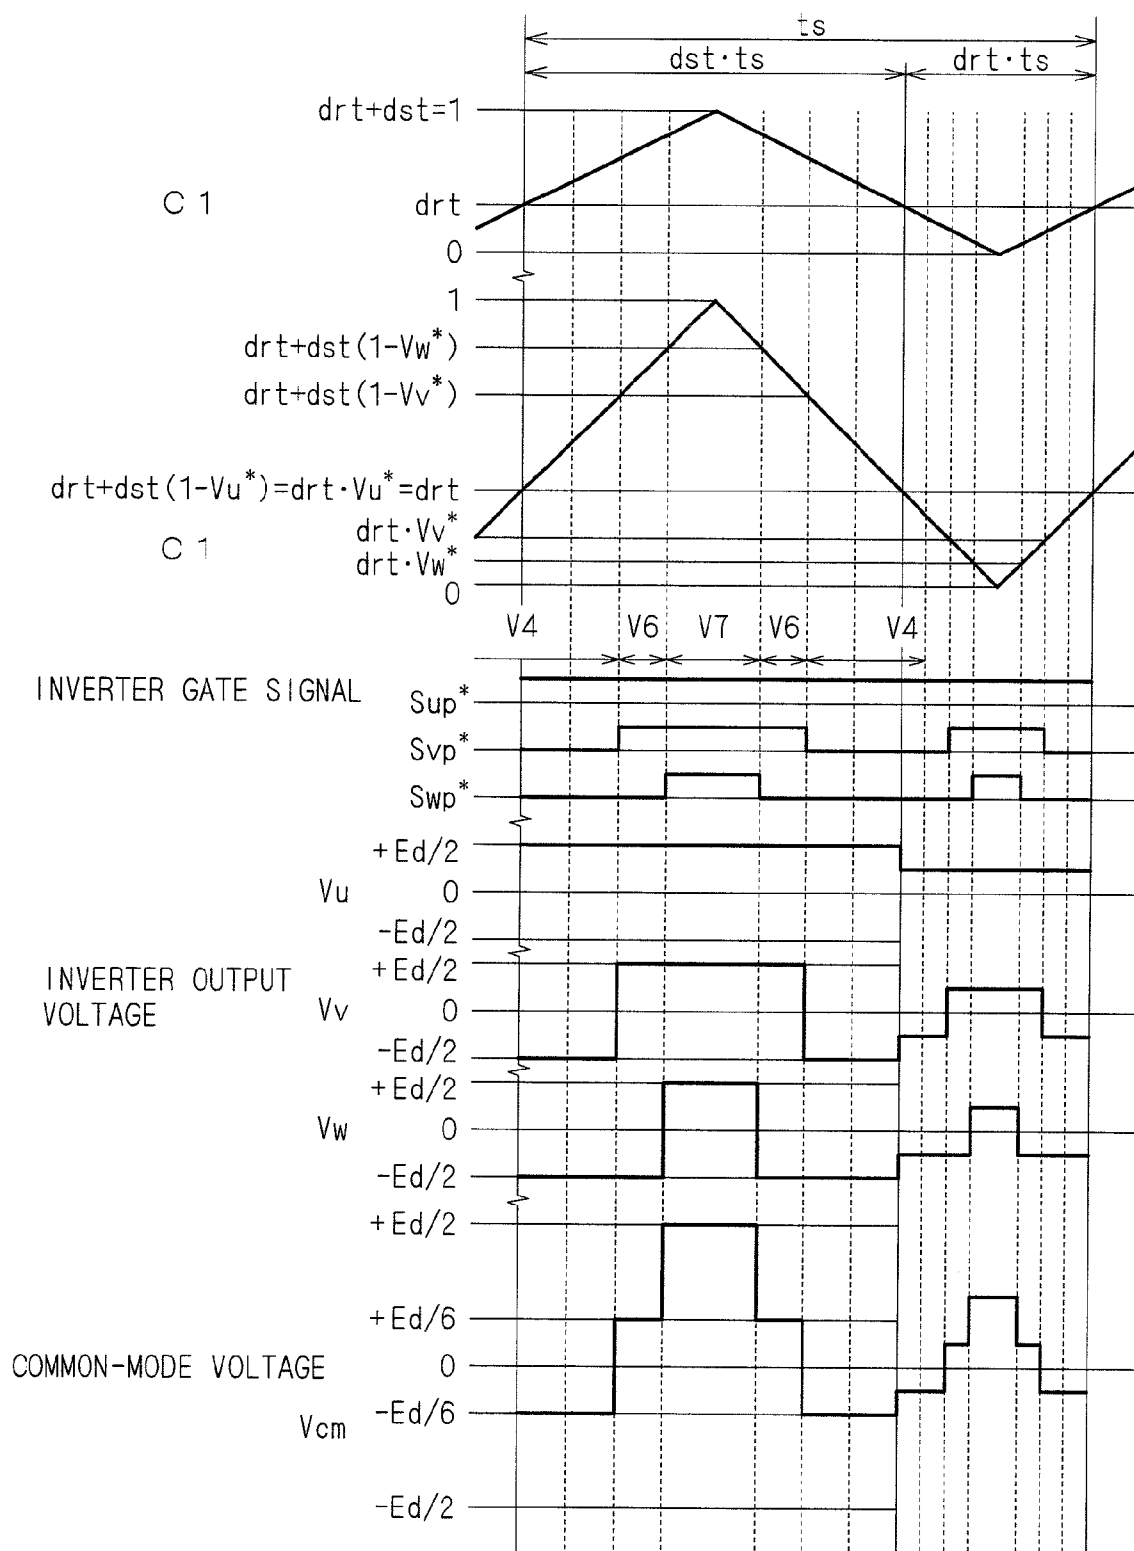 ts
dst·ts
drt·ts
drt+dst=1
C1
drt
0
1
drt+dst(1-Vw*)
drt+dst(1-Vv*)
drt+dst(1-Vu*)=drt·Vu*=drt
drt·Vv*
C1
drt·Vw*
0
V4 V6 V7 V6 V4
INVERTER GATE SIGNAL
Sup*
Svp*
Swp*
+Ed/2
Vu
0
-Ed/2
INVERTER OUTPUT
VOLTAGE
+Ed/2
Vv
0
-Ed/2
+Ed/2
Vw
0
-Ed/2
+Ed/2
+Ed/6
COMMON-MODE VOLTAGE
0
Vcm
-Ed/6
-Ed/2